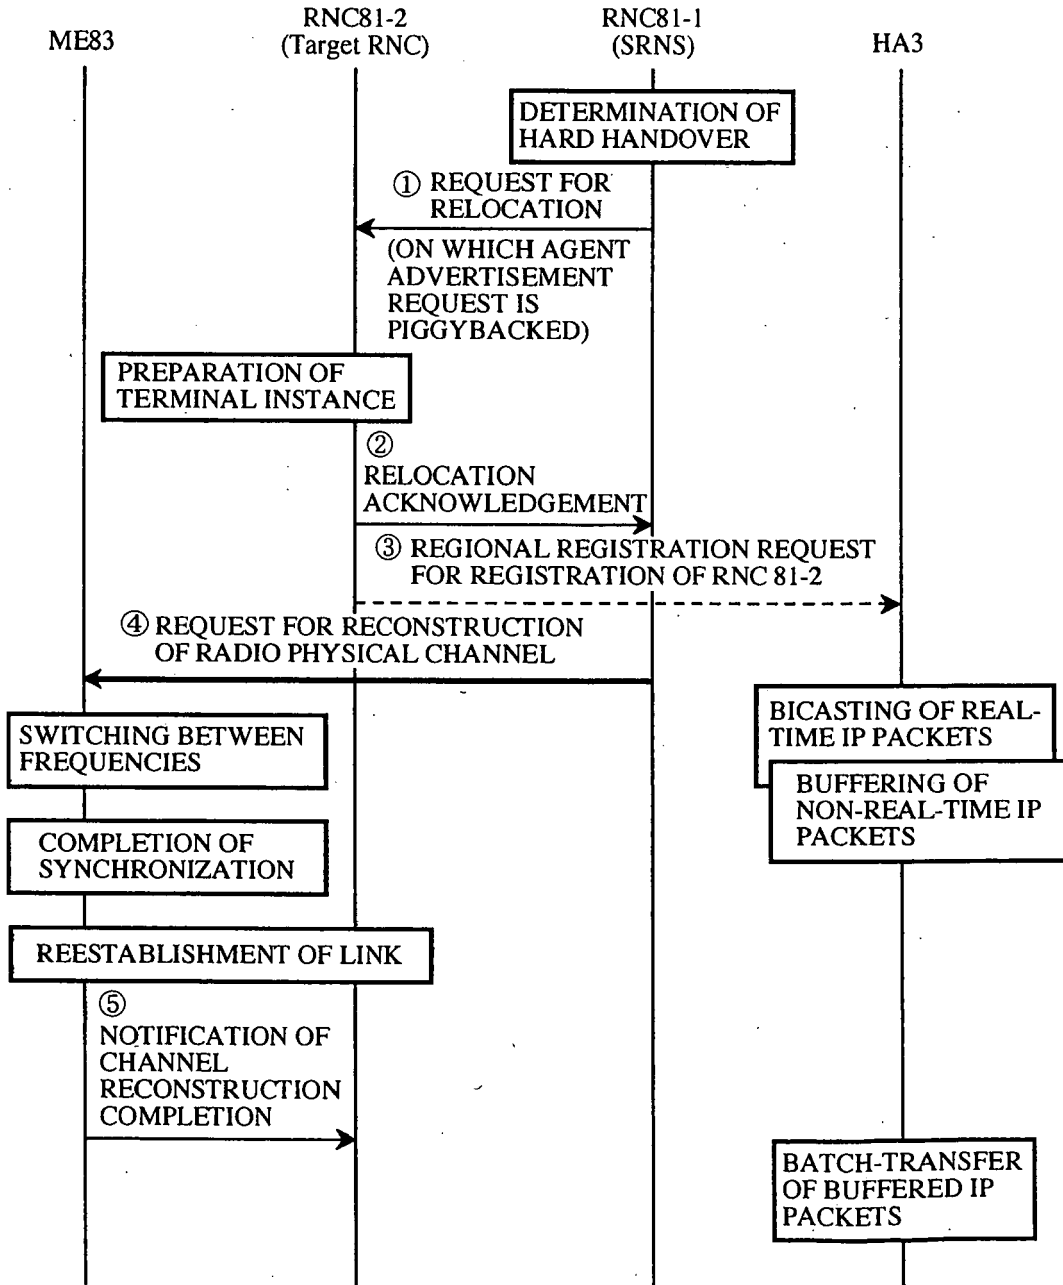 ME83
RNC81-2
(Target RNC)
RNC81-1
(SRNS)
HA3
DETERMINATION OF
HARD HANDOVER
① REQUEST FOR
RELOCATION
(ON WHICH AGENT
ADVERTISEMENT
REQUEST IS
PIGGYBACKED)
PREPARATION OF
TERMINAL INSTANCE
②
RELOCATION
ACKNOWLEDGEMENT
③ REGIONAL REGISTRATION REQUEST
FOR REGISTRATION OF RNC 81-2
④ REQUEST FOR RECONSTRUCTION
OF RADIO PHYSICAL CHANNEL
SWITCHING BETWEEN
FREQUENCIES
BICASTING OF REAL-
TIME IP PACKETS
BUFFERING OF
NON-REAL-TIME IP
PACKETS
COMPLETION OF
SYNCHRONIZATION
REESTABLISHMENT OF LINK
⑤
NOTIFICATION OF
CHANNEL
RECONSTRUCTION
COMPLETION
BATCH-TRANSFER
OF BUFFERED IP
PACKETS